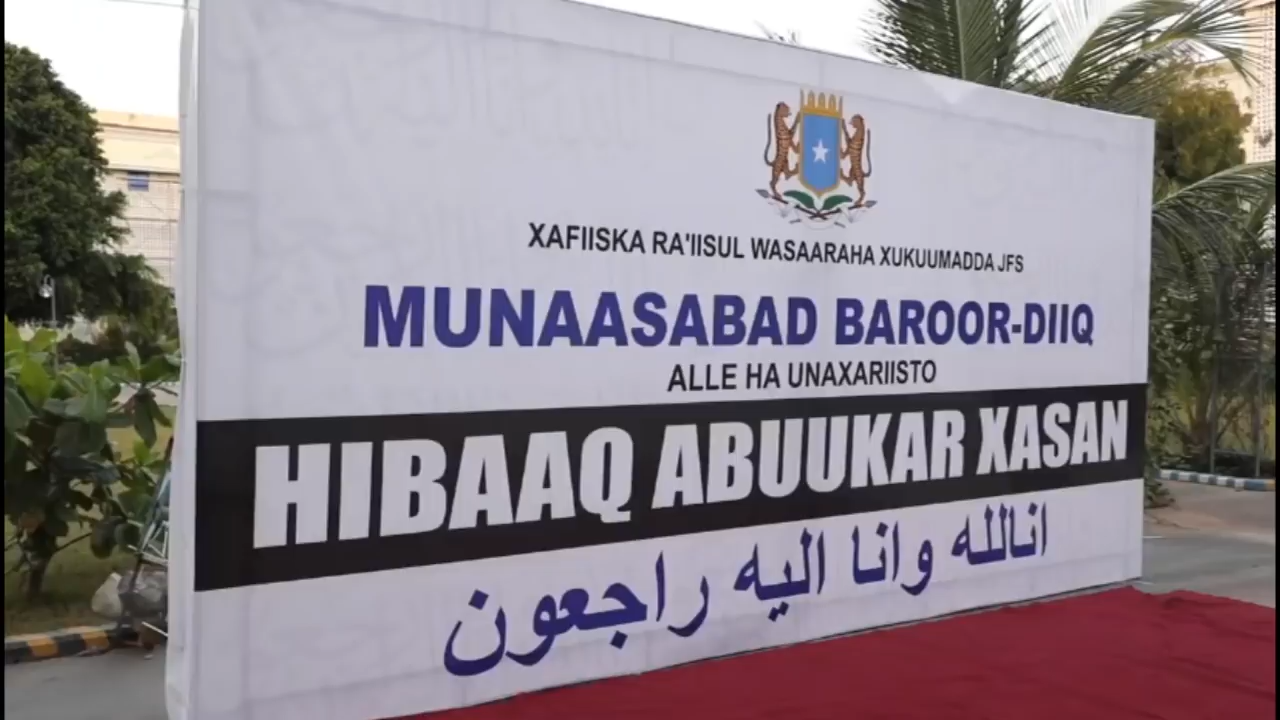 XAFIISKA RA'IISUL WASAARAHA XUKUUMADDA JFS
MUNAASABAD BAROOR-DIIQ
ALLE HA UNAXARIISTO
HIBAAQ ABUUKAR XASAN
انالله وانا اليه راجعون